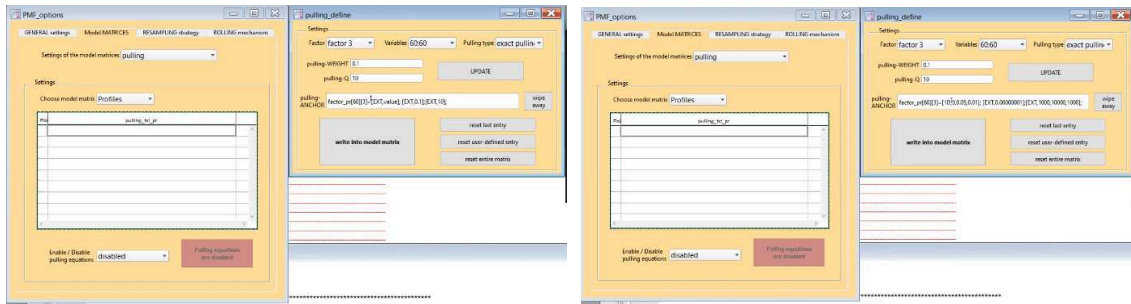 PMF_options
GENERAL settings Model MATRICES RESAMPLING strategy ROLLING mechanism
Settings of the model matrices pulling
Settings
Choose model matrix Profiles
Pos pulling_txt_pr
Enable / Disable pulling equations disabled
Pulling equations are disabled
pulling_define
Settings
Factor factor 3 Variables 60:60 Pulling type exact pullin
pulling-WEIGHT 0.1
pulling-Q 10
UPDATE
pulling-ANCHOR
wipe away
write into model matrix
reset last entry
reset user-defined entry
reset entire matrix
PMF_options
GENERAL settings Model MATRICES RESAMPLING strategy ROLLING mechanism
Settings of the model matrices pulling
Settings
Choose model matrix Profiles
Pos pulling_txt_pr
Enable / Disable pulling equations disabled
Pulling equations are disabled
pulling_define
Settings
Factor factor 3 Variables 60:60 Pulling type exact pullin
pulling-WEIGHT 0.1
pulling-Q 10
UPDATE
pulling-ANCHOR
wipe away
write into model matrix
reset last entry
reset user-defined entry
reset entire matrix